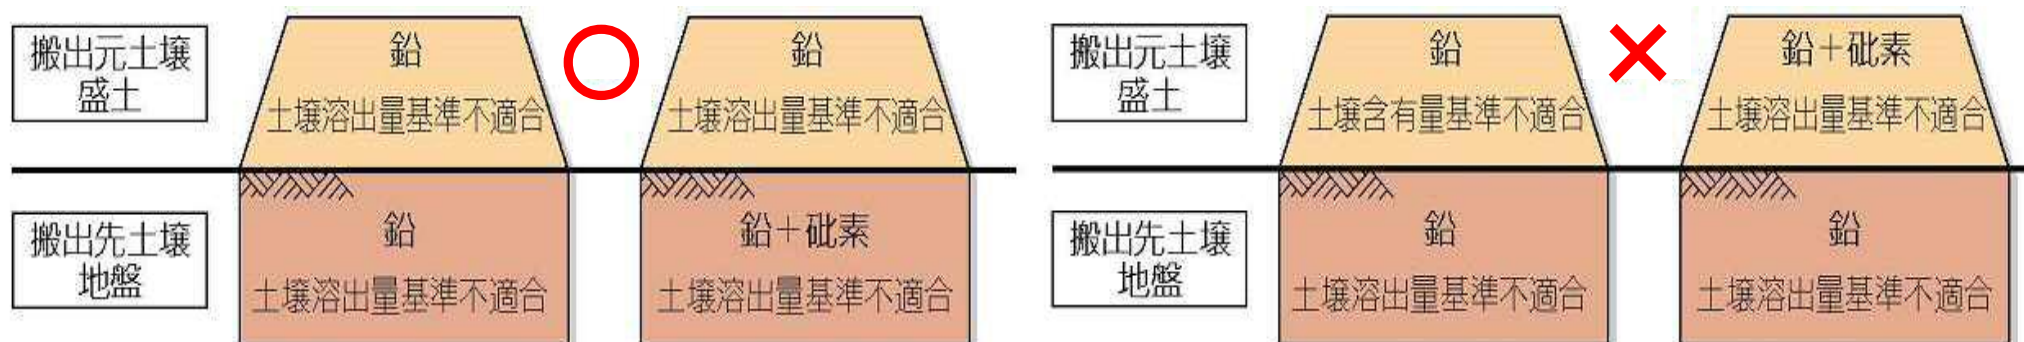 搬出元土壌
盛土
鉛
土壌溶出量基準不適合
鉛
土壌溶出量基準不適合
搬出先土壌
地盤
鉛
土壌溶出量基準不適合
鉛＋砒素
土壌溶出量基準不適合
搬出元土壌
盛土
鉛
土壌含有量基準不適合
鉛＋砒素
土壌溶出量基準不適合
搬出先土壌
地盤
鉛
土壌溶出量基準不適合
鉛
土壌溶出量基準不適合